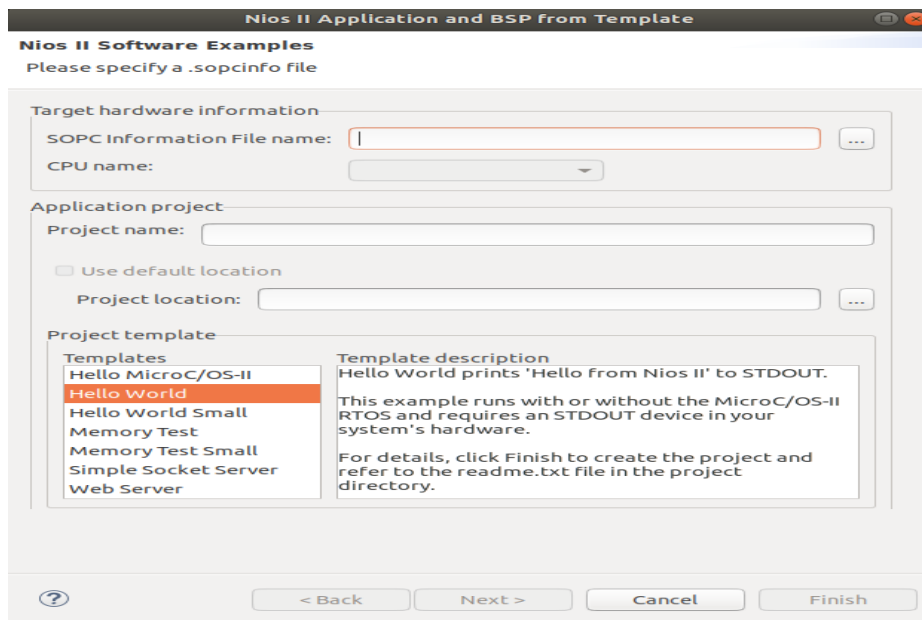 Nios II Application and BSP from Template
Nios II Software Examples
Please specify a .sopcinfo file
Target hardware information
SOPC Information File name:
...
CPU name:
Application project
Project name:
Use default location
Project location:
...
Project template
Templates
Hello MicroC/OS-II
Hello World
Hello World Small
Memory Test
Memory Test Small
Simple Socket Server
Web Server
Template description
Hello World prints 'Hello from Nios II' to STDOUT.
This example runs with or without the MicroC/OS-II
RTOS and requires an STDOUT device in your
system's hardware.
For details, click Finish to create the project and
refer to the readme.txt file in the project
directory.
?
< Back
Next >
Cancel
Finish